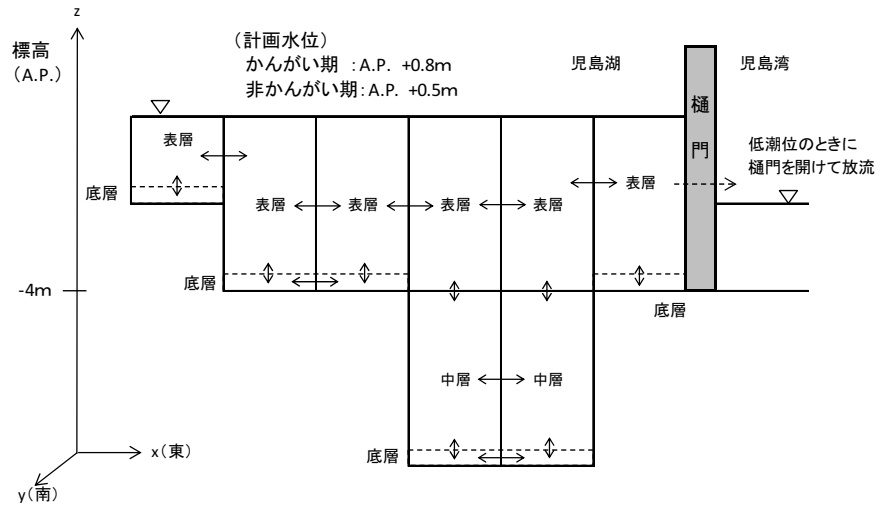 z
標高
（A.P.）
（計画水位）
かんがい期 ：A.P. +0.8m
非かんがい期：A.P. +0.5m
児島湖
児島湾
樋
門
低潮位のときに
樋門を開けて放流
表層
底層
表層
表層
表層
表層
表層
底層
-4m
底層
中層
中層
底層
x（東）
y（南）